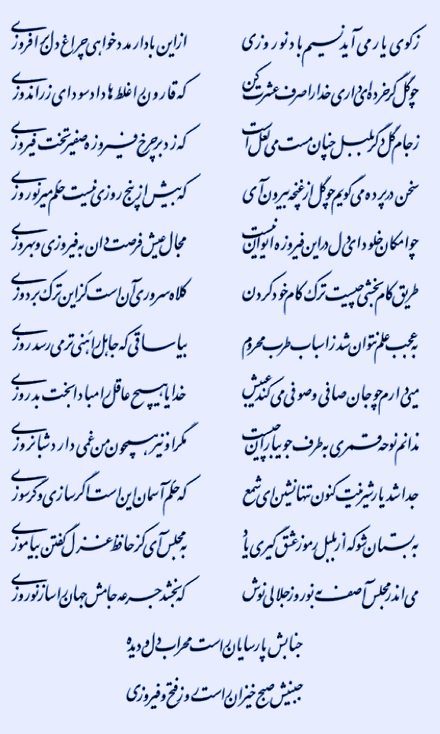 ز کوی یار می‌آید نسیم باد نوروزی از این باد ار مدد خواهی چراغ دل برافروزی
چو گل گر خرده‌ای داری خدا را صرف عشرت کن که قارون را غلط‌ها داد سودای زراندوزی
ز جام گل دگر بلبل چنان مست می لعل است که زد بر چرخ فیروزه صفیر تخت فیروزی
سخن در پرده می‌گویم چو گل از غنچه بیرون آی که بیش از پنج روزی نیست حکم میر نوروزی
چو امکان خلود ای دل در این فیروزه ایوان نیست مجال عیش فرصت دان به فیروزی و بهروزی
طریق کام بخشی چیست ترک کام خود کردن کلاه سروری آن است کز این ترک بردوزی
به عجب علم نتوان شد ز اسباب طرب محروم بیا ساقی که جاهل را هنی‌تر می‌رسد روزی
می‌ای دارم چو جان صافی و صوفی می‌کند عیبش خدایا هیچ عاقل را مبادا بخت بد روزی
ندانم نوحه قمری به طرف جویباران چیست مگر او نیز همچون من غمی دارد شبانروزی
جدا شد یار شیرینت کنون تنها نشین ای شمع که حکم آسمان این است اگر سازی و گر سوزی
به بستان شو که از بلبل رموز عشق گیری یاد به مجلس آی کز حافظ غزل گفتن بیاموزی
می اندر مجلس آصف به نوروز جلالی نوش که بخشد جرعه جامش جهان را ساز نوروزی
جنابش پارسایان راست محراب دل و دیده
جبینش صبح خیزان راست روز فتح و فیروزی